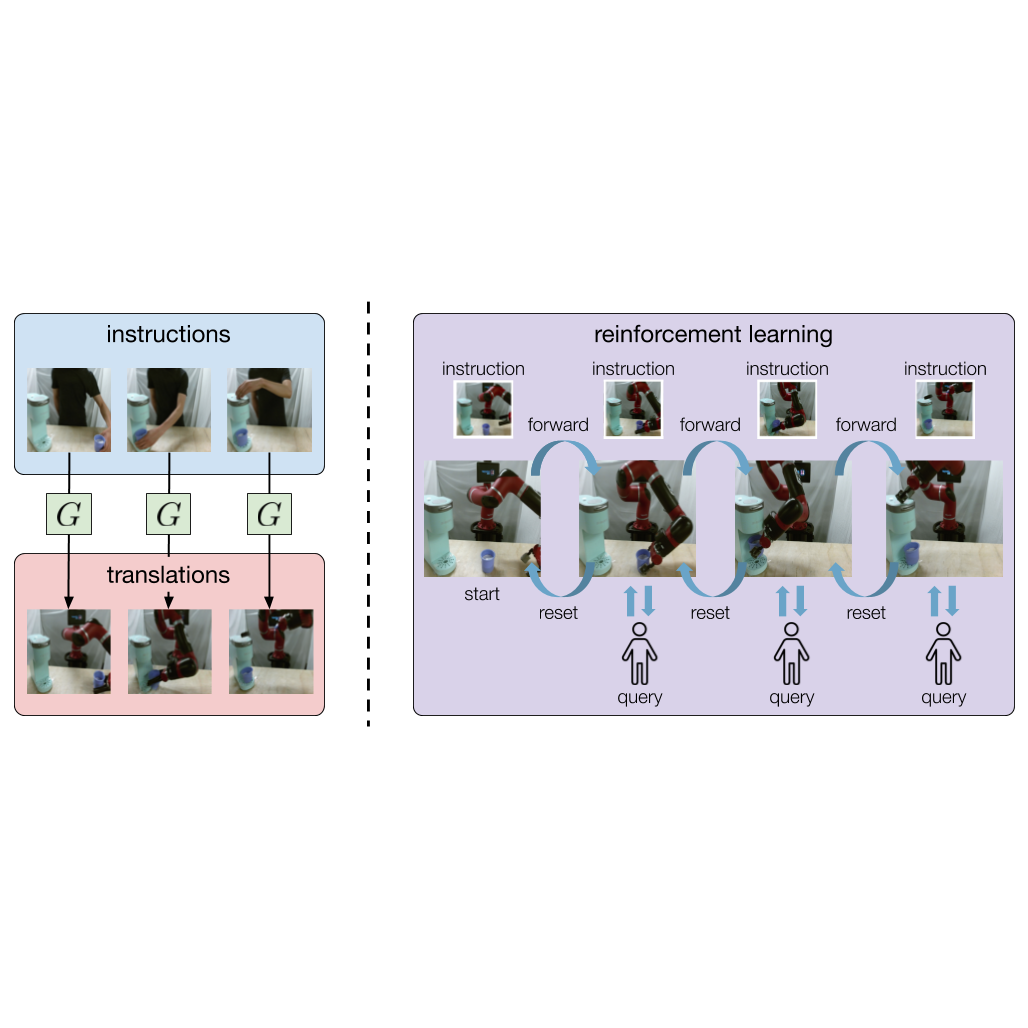 instructions
G
G
G
translations
reinforcement learning
instruction
instruction
instruction
instruction
forward
forward
forward
start
reset
reset
reset
query
query
query